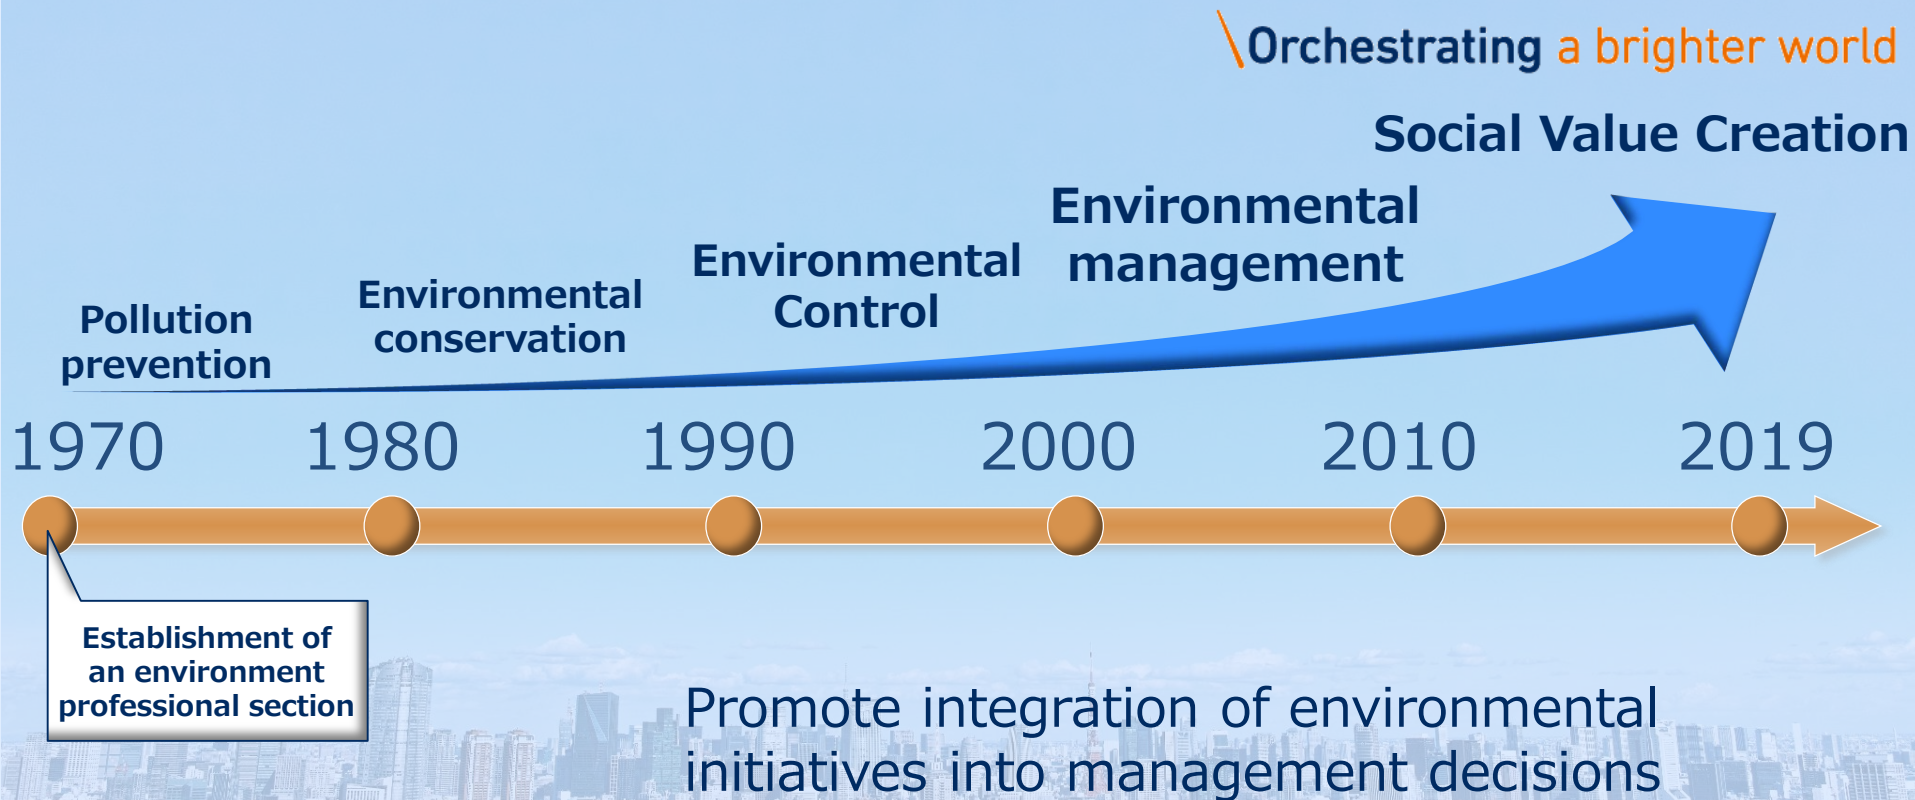 \Orchestrating a brighter world
Social Value Creation
Environmental
management
Environmental
Control
Environmental
conservation
Pollution
prevention
1970 1980 1990 2000 2010 2019
Establishment of
an environment
professional section
Promote integration of environmental
initiatives into management decisions